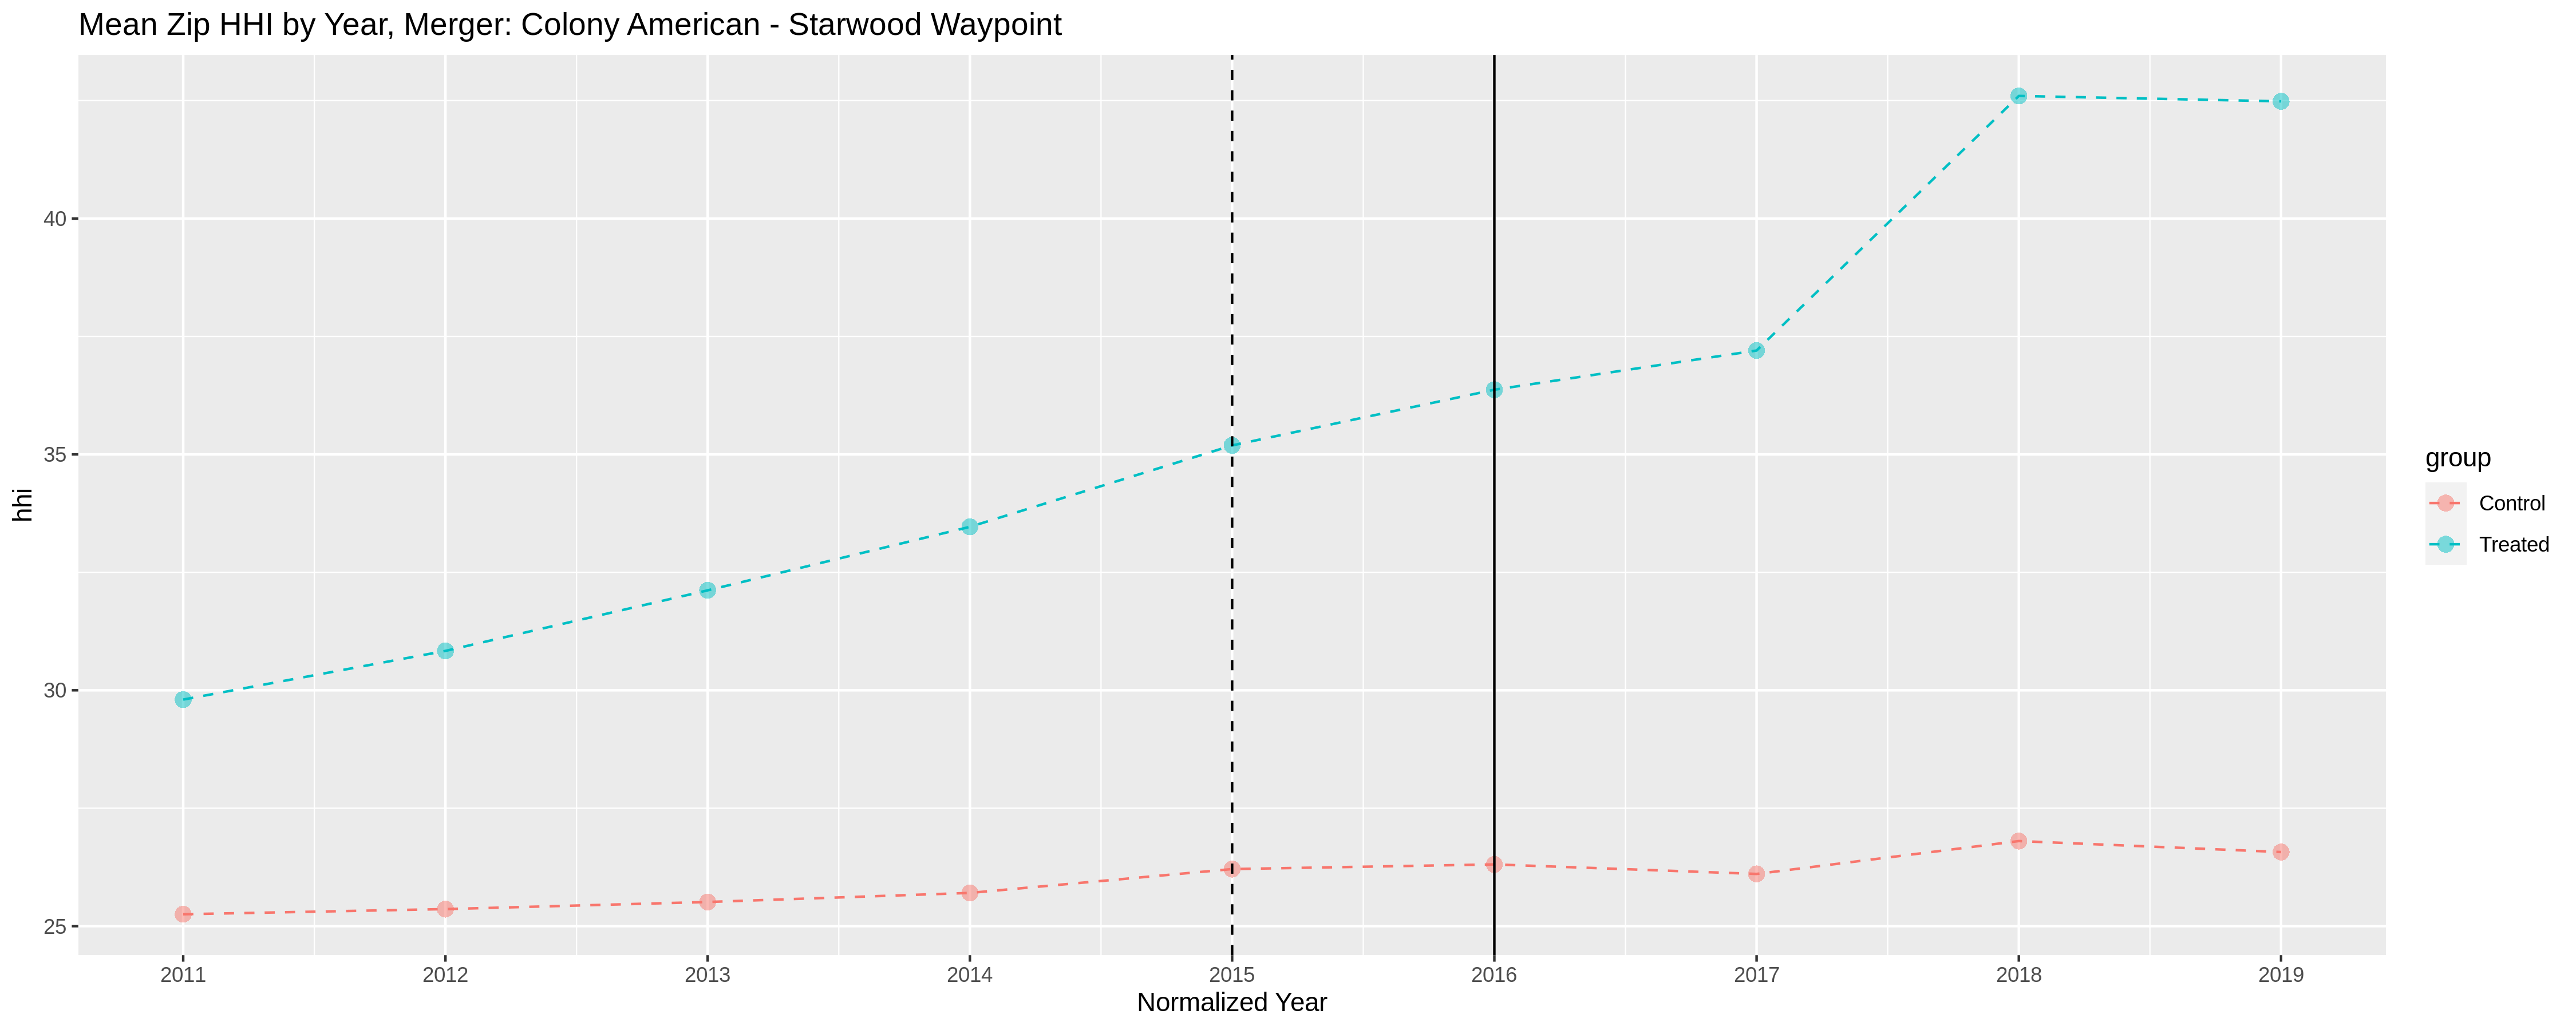 Mean Zip HHI by Year, Merger: Colony American - Starwood Waypoint
hhi
40
35
30
25
2011 2012 2013 2014 2015 2016 2017 2018 2019
Normalized Year
group
Control
Treated